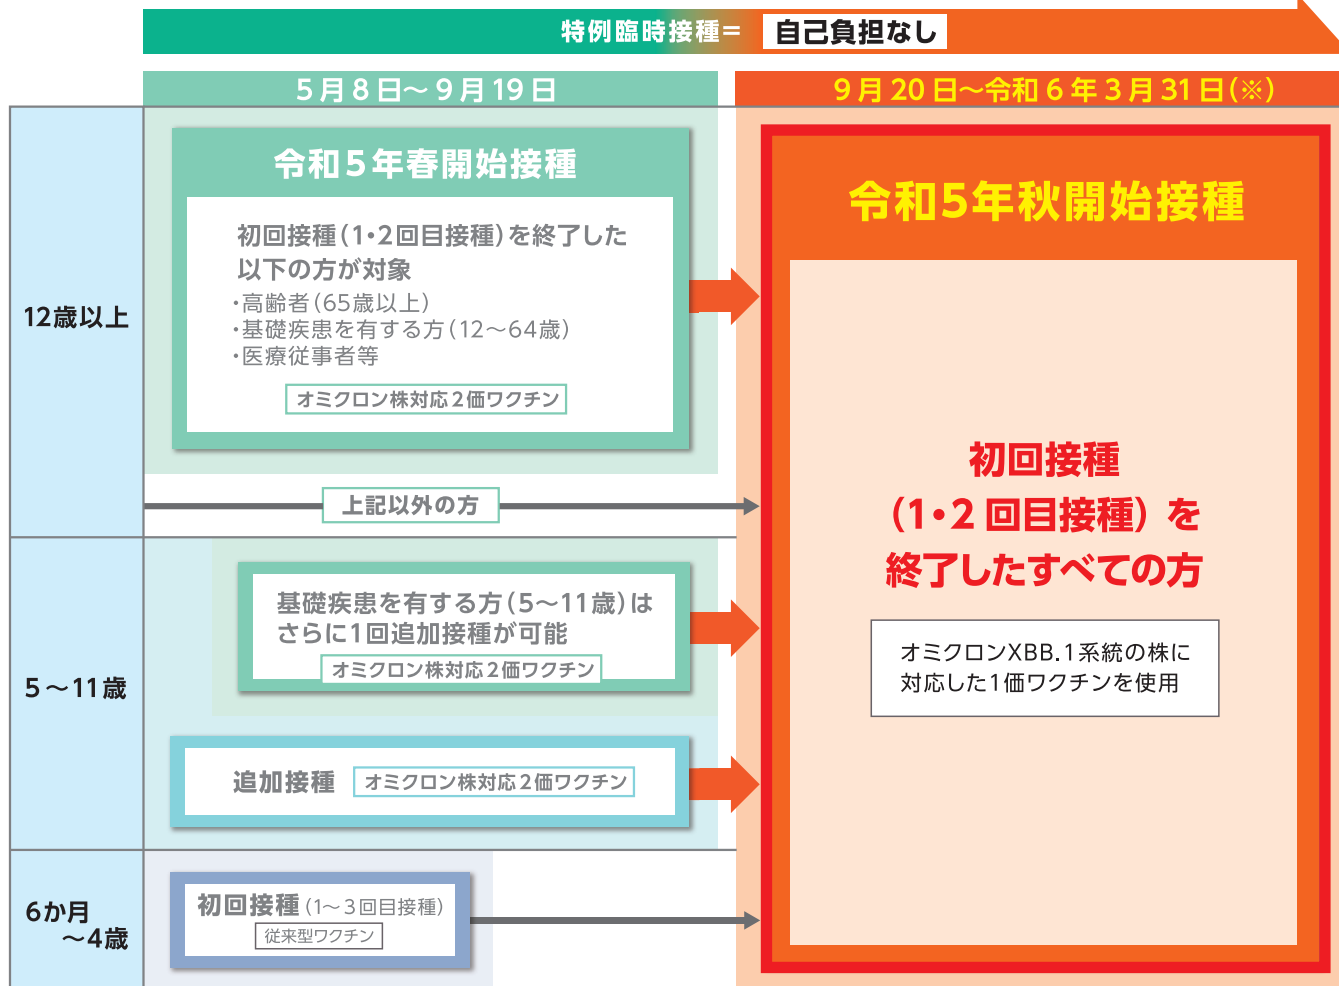 特例臨時接種＝ 自己負担なし
5月8日～9月19日
9月20日～令和6年3月31日(※)
12歳以上
令和5年春開始接種
初回接種(1・2回目接種)を終了した
以下の方が対象
・高齢者(65歳以上)
・基礎疾患を有する方(12～64歳)
・医療従事者等
オミクロン株対応2価ワクチン
上記以外の方
5～11歳
基礎疾患を有する方(5～11歳)は
さらに1回追加接種が可能
オミクロン株対応2価ワクチン
追加接種 オミクロン株対応2価ワクチン
6か月
～4歳
初回接種(1～3回目接種)
従来型ワクチン
令和5年秋開始接種
初回接種
(1・2回目接種)を
終了したすべての方
オミクロンXBB.1系統の株に
対応した1価ワクチンを使用